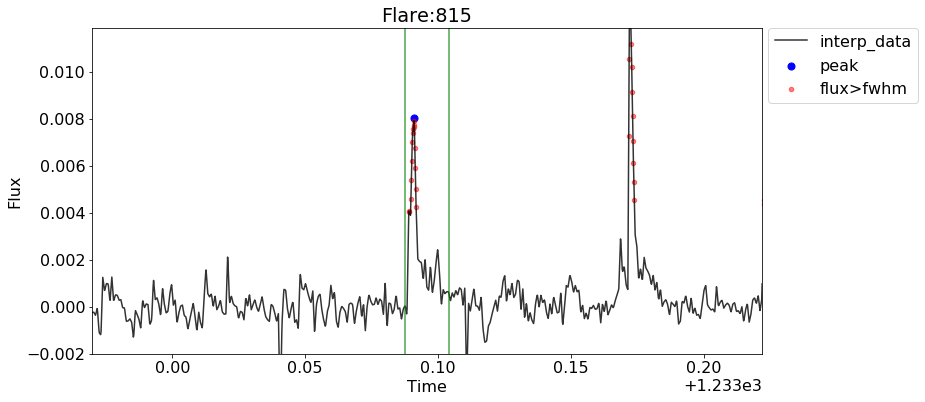 Flare:815
interp_data
peak
flux>fwhm
Flux
0.010
0.008
0.006
0.004
0.002
0.000
−0.002
0.00
0.05
0.10
0.15
0.20
Time
+1.233e3